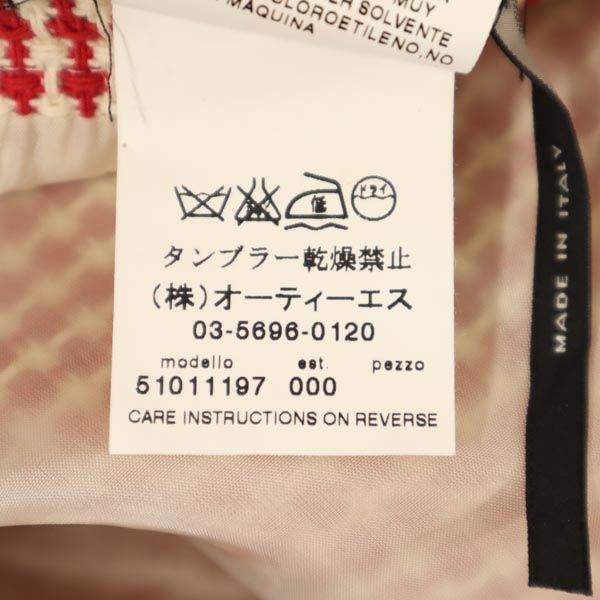 MUY
ER SOLVENTE
CLOROETILENO, NO
MAQUINA
低
ドライ
タンブラー乾燥禁止
(株)オーティーエス
03-5696-0120
modello est. pezzo
51011197 000
CARE INSTRUCTIONS ON REVERSE
MADE IN ITALY